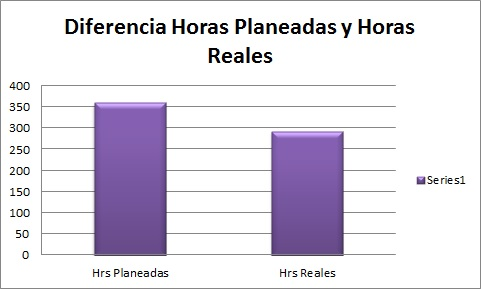 Diferencia Horas Planeadas y Horas
Reales
400
350
300
250
200
150
100
50
0
Hrs Planeadas
Hrs Reales
Series1